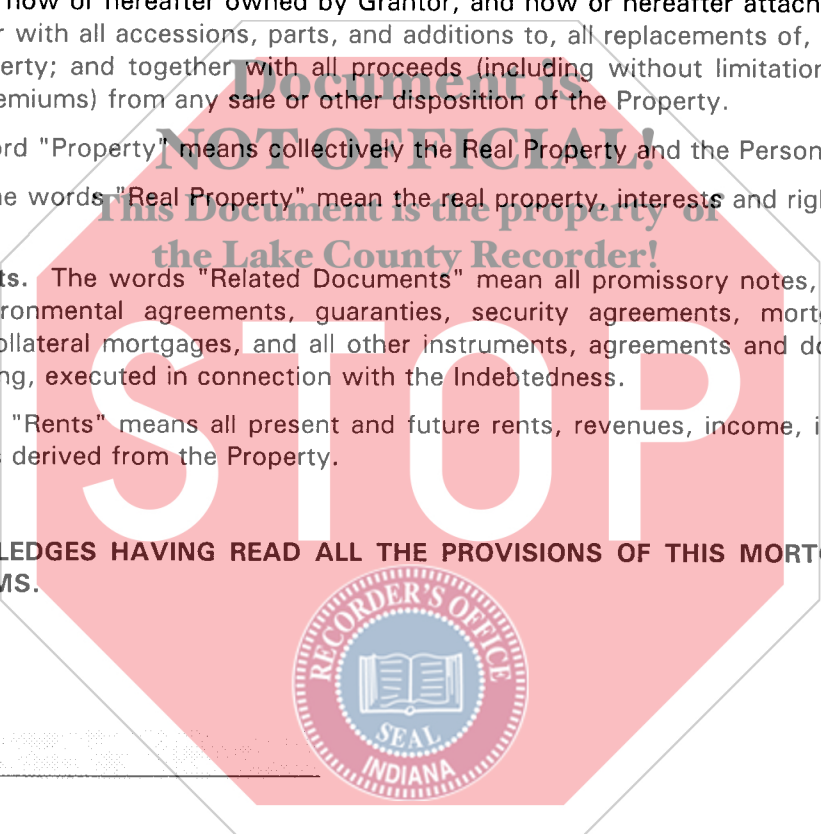 now or hereafter owned by Grantor, and now or hereafter attach
r with all accessions, parts, and additions to, all replacements of,
erty; and together with all proceeds (including without limitation
emiums) from any sale or other disposition of the Property.
ord "Property" means collectively the Real Property and the Person
ne words "Real Property" mean the real property, interests and righ
ts. The words "Related Documents" mean all promissory notes,
ronmental agreements, guaranties, security agreements, mortg
ollateral mortgages, and all other instruments, agreements and do
ng, executed in connection with the Indebtedness.
"Rents" means all present and future rents, revenues, income, i
s derived from the Property.
LEDGES HAVING READ ALL THE PROVISIONS OF THIS MORT
MS.
Document is
NOT OFFICIAL!
This Document is the property of
the Lake County Recorder!
STOP
RECORDER'S OFFICE
SEAL
INDIANA